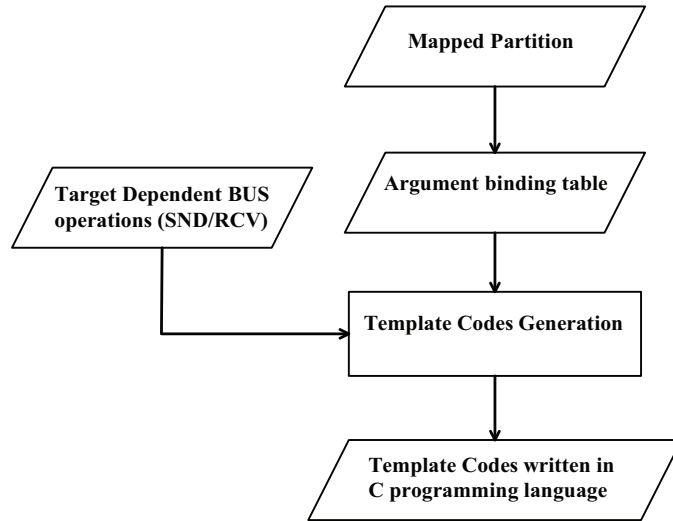 Mapped Partition
Argument binding table
Target Dependent BUS
operations (SND/RCV)
Template Codes Generation
Template Codes written in
C programming language